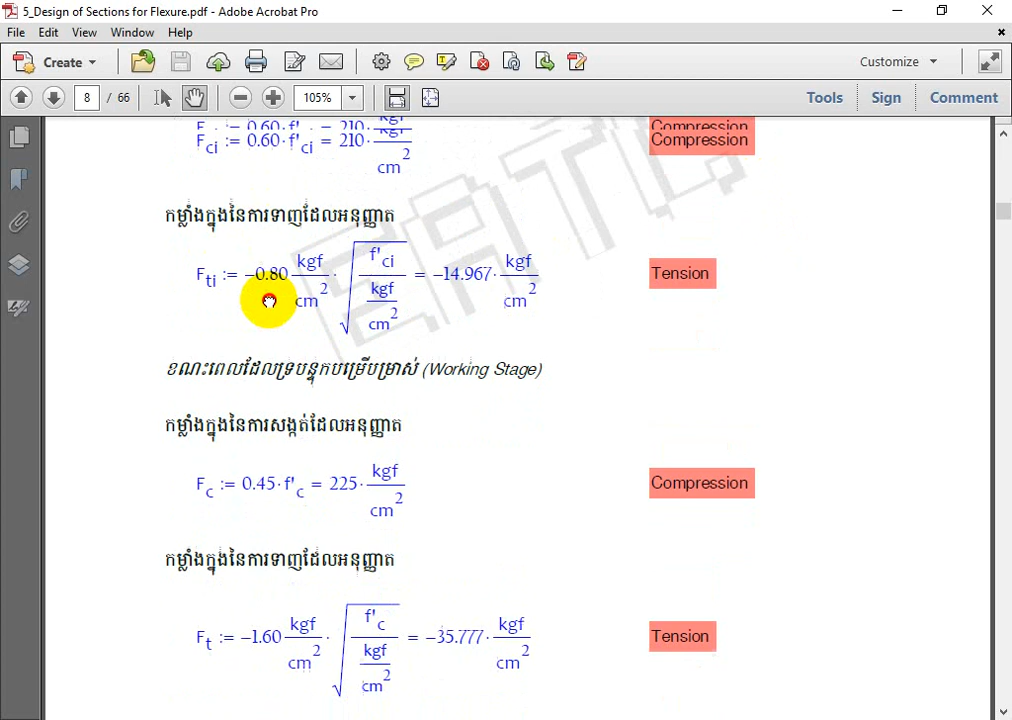 5_Design of Sections for Flexure.pdf - Adobe Acrobat Pro
File Edit View Window Help
Create Customize
8 / 66 105% Tools Sign Comment
Compression
F ci := 0.60·f' ci = 210· kgf/cm² Compression
កម្លាំងក្នុងនៃការទាញដែលអនុញ្ញាត
F ti := −0.80 kgf/cm² · √(f' ci / (kgf/cm²)) = −14.967· kgf/cm² Tension
ខណៈពេលដែលទ្របន្ទុកបម្រើបម្រាស់ (Working Stage)
កម្លាំងក្នុងនៃការសង្កត់ដែលអនុញ្ញាត
F c := 0.45·f' c = 225· kgf/cm² Compression
កម្លាំងក្នុងនៃការទាញដែលអនុញ្ញាត
F t := −1.60 kgf/cm² · √(f' c / (kgf/cm²)) = −35.777· kgf/cm² Tension